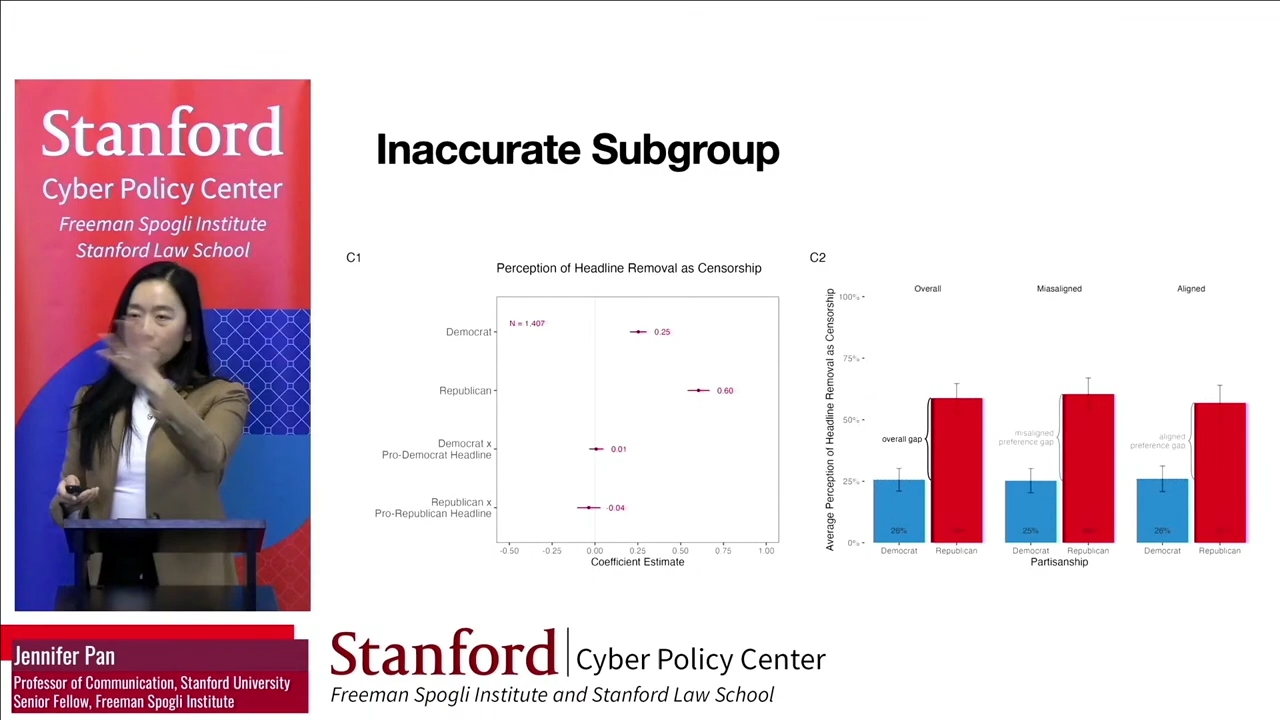 Stanford
Cyber Policy Center
Freeman Spogli Institute
Stanford Law School
Inaccurate Subgroup
C1
Perception of Headline Removal as Censorship
N = 1,407
Democrat
0.25
Republican
0.60
Democrat x
Pro-Democrat Headline
0.01
Republican x
Pro-Republican Headline
-0.04
-0.50 -0.25 0.00 0.25 0.50 0.75 1.00
Coefficient Estimate
C2
Overall Miasaligned Aligned
Average Perception of Headline Removal as Censorship
100%
75%
50%
25%
0%
overall gap
misaligned
preference gap
aligned
preference gap
26% 25% 26%
Democrat Republican Democrat Republican Democrat Republican
Partisanship
Jennifer Pan
Professor of Communication, Stanford University
Senior Fellow, Freeman Spogli Institute
Stanford Cyber Policy Center
Freeman Spogli Institute and Stanford Law School